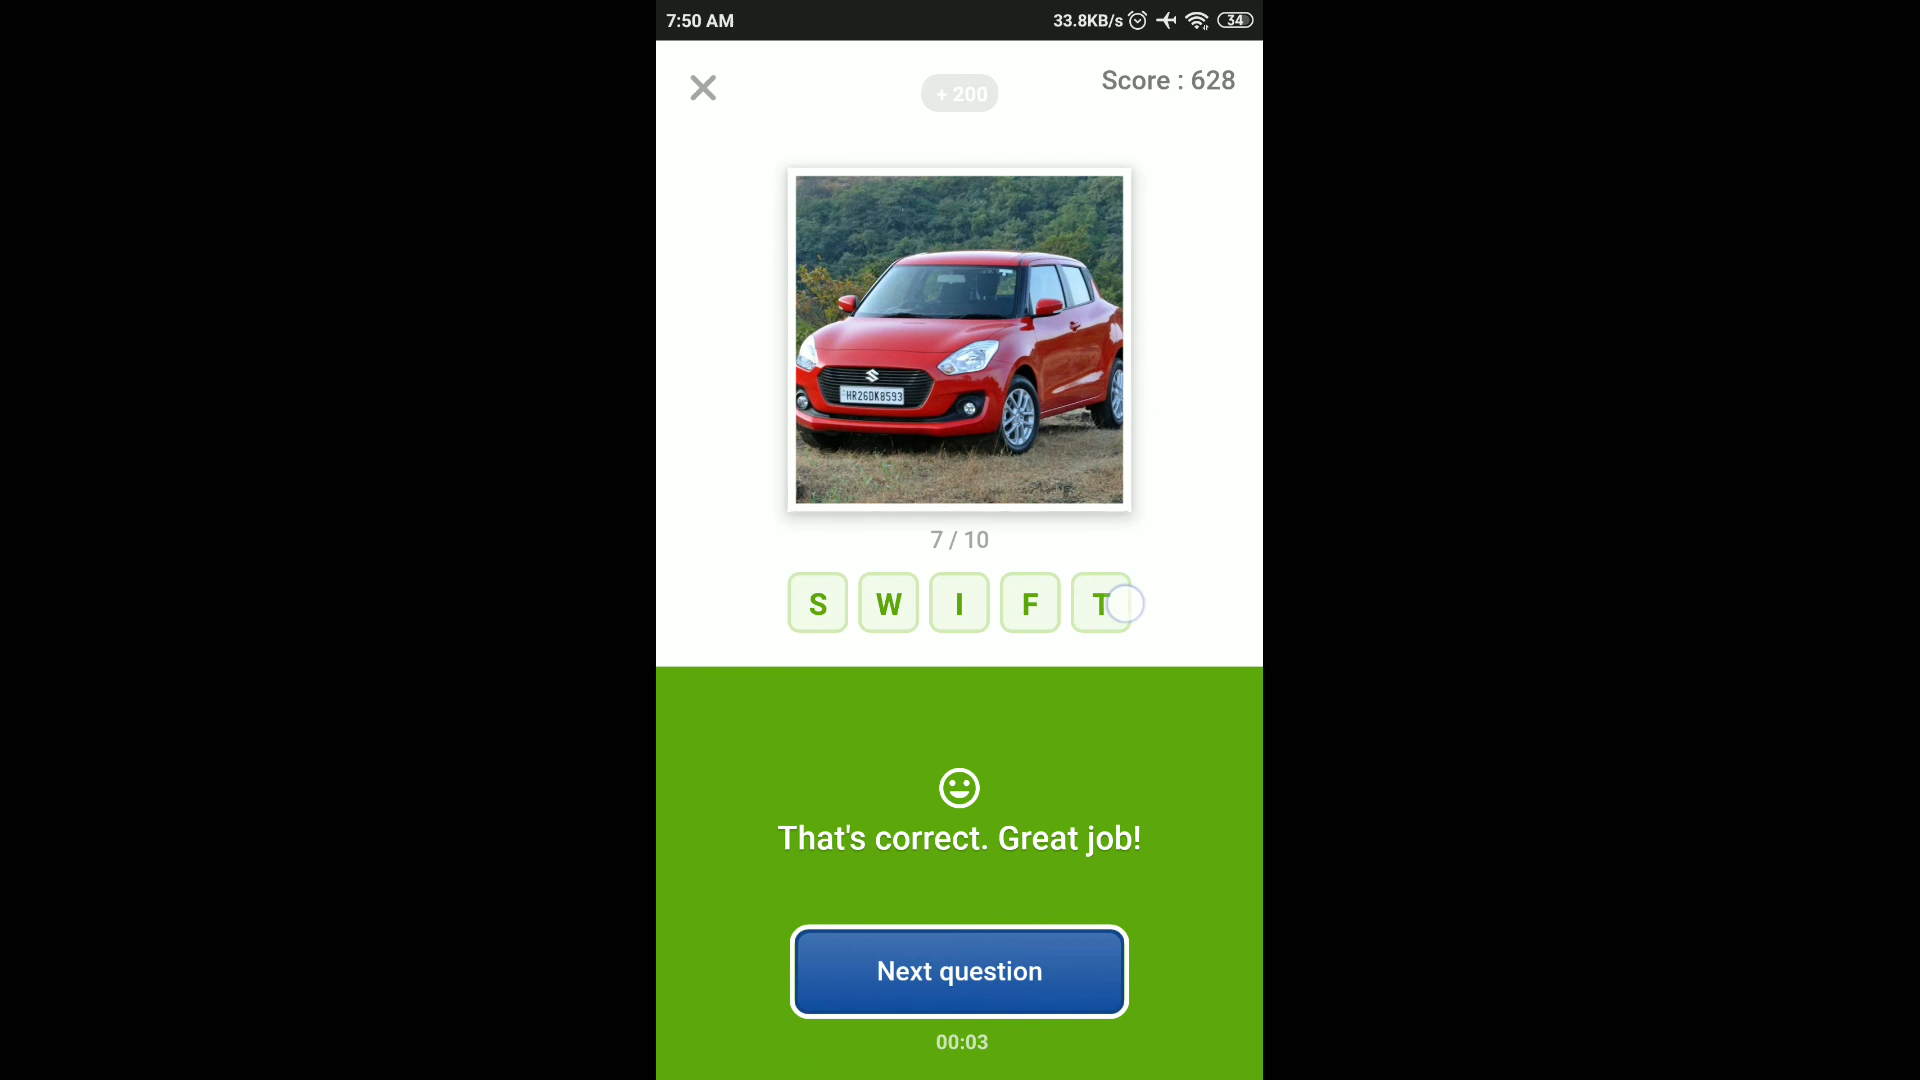 7:50 AM 33.8KB/s 34
+ 200
Score : 628
HR26DK8593
7 / 10
S W I F T
That's correct. Great job!
Next question
00:03